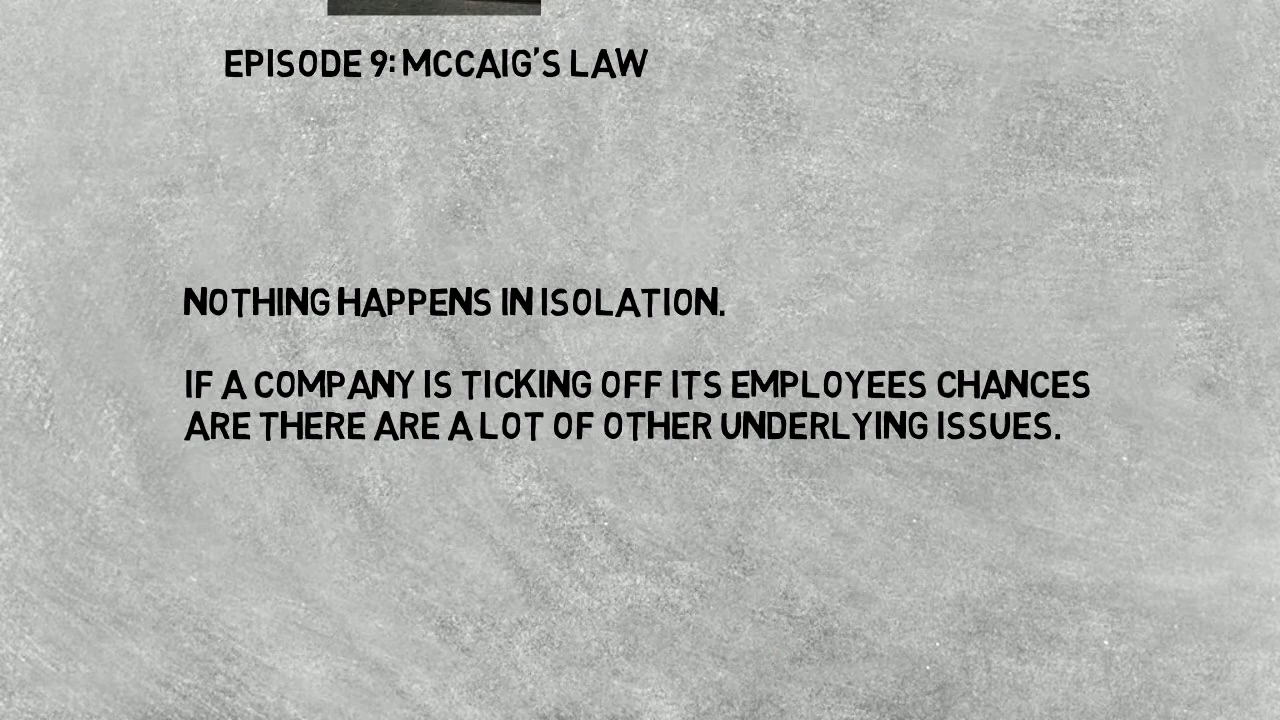 EPISODE 9: MCCAIG'S LAW
NOTHING HAPPENS IN ISOLATION.
IF A COMPANY IS TICKING OFF ITS EMPLOYEES CHANCES
ARE THERE ARE A LOT OF OTHER UNDERLYING ISSUES.